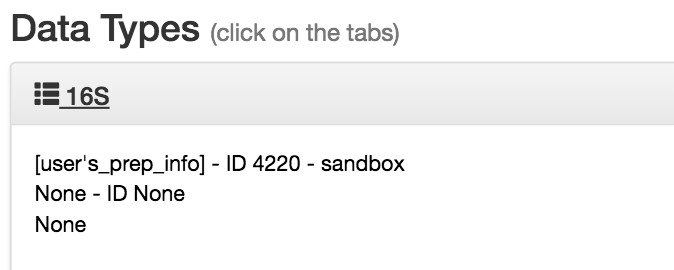 Data Types (click on the tabs)
16S
[user's_prep_info] - ID 4220 - sandbox
None - ID None
None